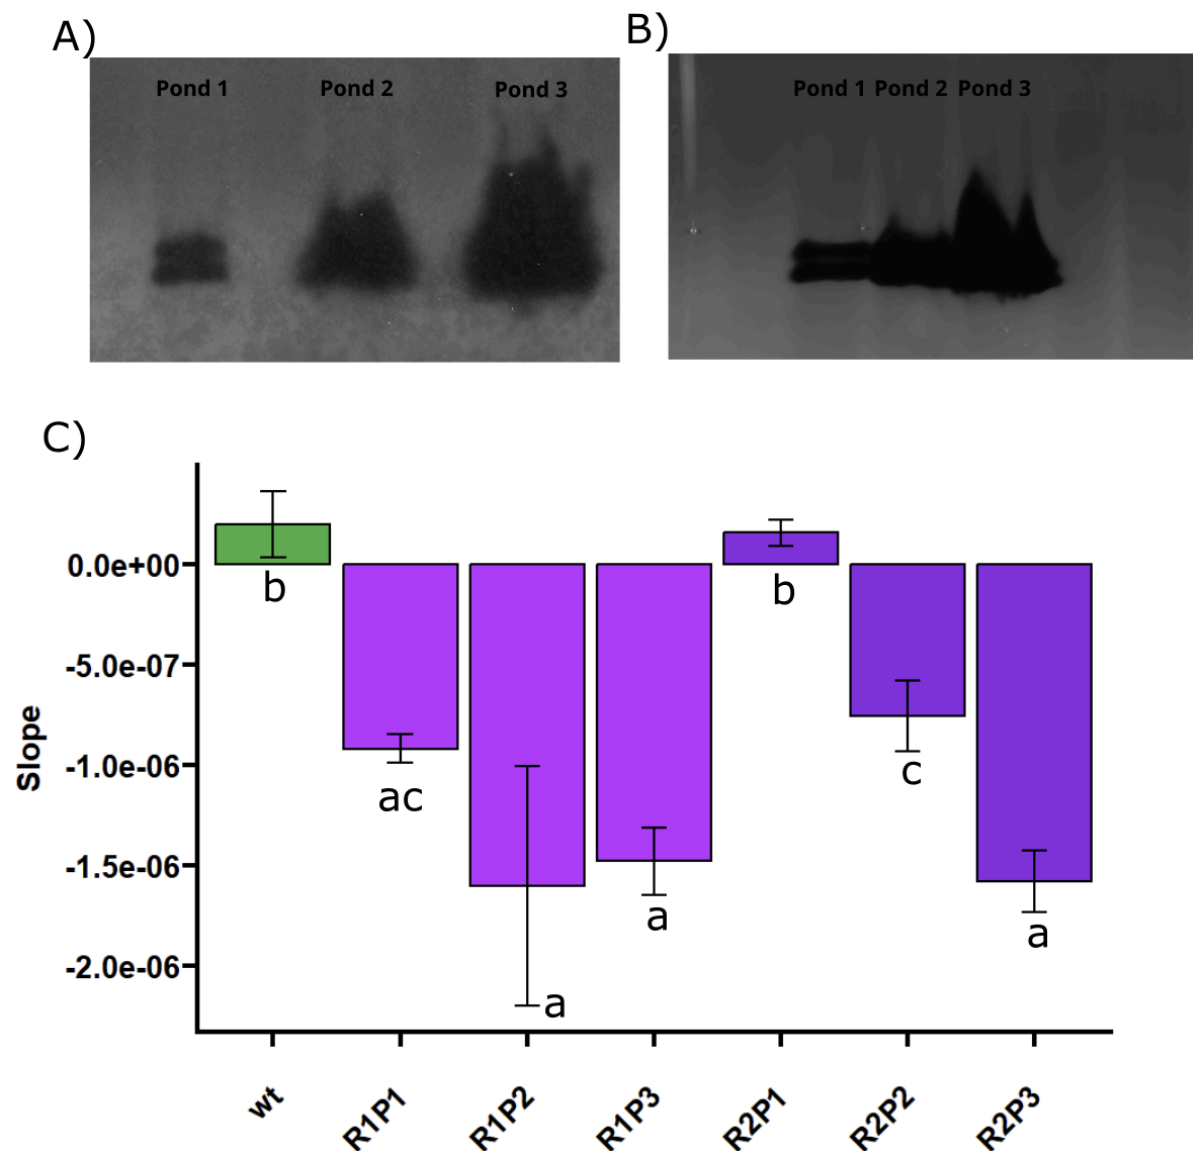 A)
B)
Pond 1 Pond 2 Pond 3
Pond 1 Pond 2 Pond 3
C)
Slope
0.0e+00
-5.0e-07
-1.0e-06
-1.5e-06
-2.0e-06
b
ac
a
a
b
c
a
wt
R1P1
R1P2
R1P3
R2P1
R2P2
R2P3